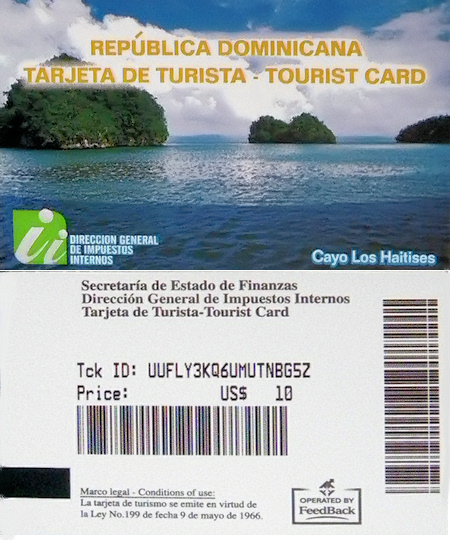 REPÚBLICA DOMINICANA
TARJETA DE TURISTA - TOURIST CARD
DIRECCION GENERAL
DE IMPUESTOS
INTERNOS
Cayo Los Haitises
Secretaría de Estado de Finanzas
Dirección General de Impuestos Internos
Tarjeta de Turista-Tourist Card
Tck ID: UUFLY3KQ6UMUTNBG5Z
Price: US$ 10
Marco legal - Conditions of use:
La tarjeta de turismo se emite en virtud de
la Ley No.199 de fecha 9 de mayo de 1966.
OPERATED BY
FeedBack